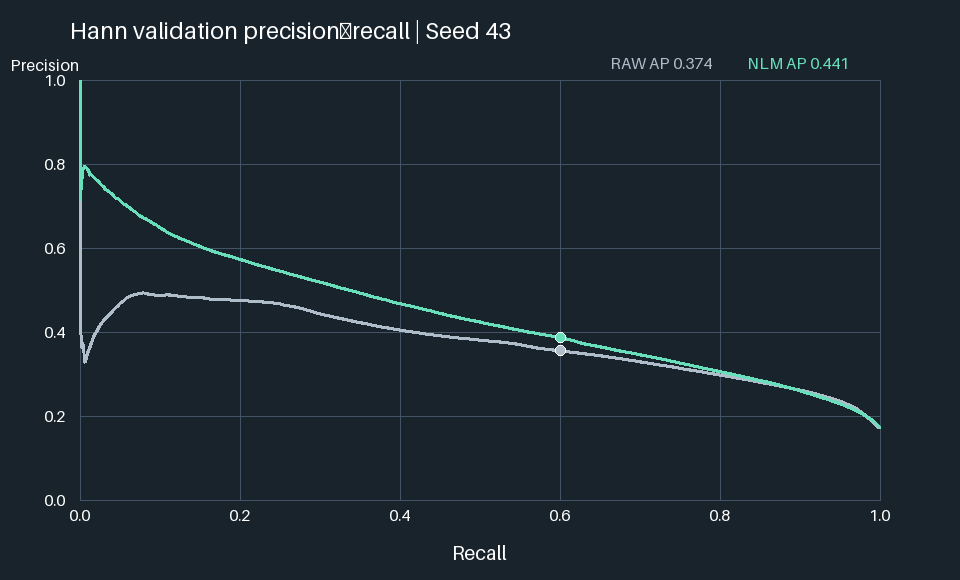 Hann validation precision▯recall | Seed 43
Precision
RAW AP 0.374 NLM AP 0.441
1.0
0.8
0.6
0.4
0.2
0.0
0.0 0.2 0.4 0.6 0.8 1.0
Recall